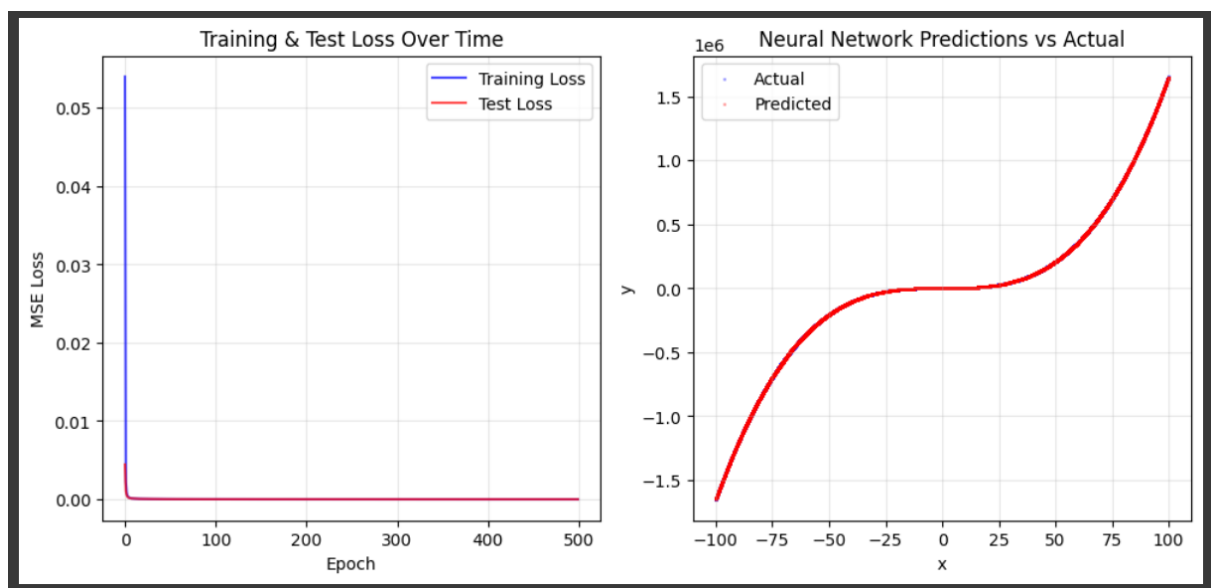 Training & Test Loss Over Time
Training Loss
Test Loss
0.05
0.04
0.03
0.02
0.01
0.00
MSE Loss
0 100 200 300 400 500
Epoch
Neural Network Predictions vs Actual
1e6
Actual
Predicted
1.5
1.0
0.5
0.0
−0.5
−1.0
−1.5
y
−100 −75 −50 −25 0 25 50 75 100
x